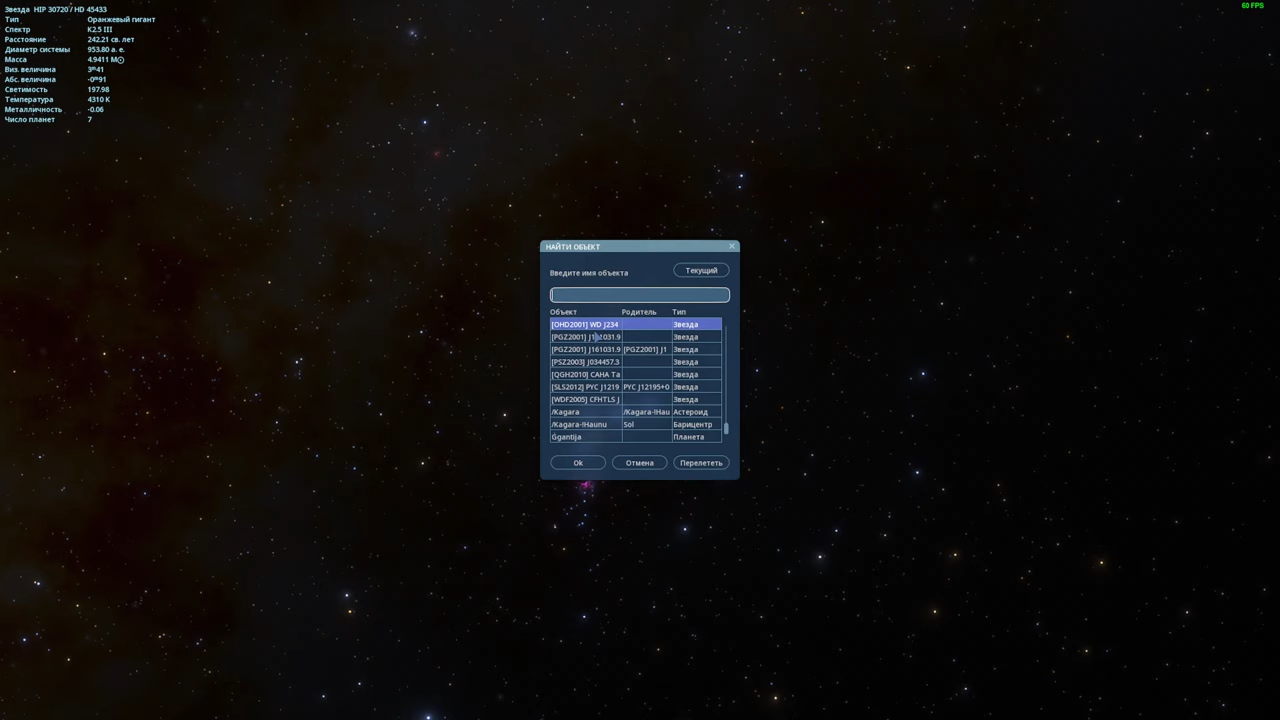 Звезда HIP 30720 / HD 45433
60 FPS
Тип Оранжевый гигант
Спектр K2.5 III
Расстояние 242.21 св. лет
Диаметр системы 953.80 а. е.
Масса 4.9411 M☉
Виз. величина 3ᵐ41
Абс. величина -0ᵐ91
Светимость 197.98
Температура 4310 K
Металличность -0.06
Число планет 7
НАЙТИ ОБЪЕКТ
Введите имя объекта Текущий
Объект Родитель Тип
[OHD2001] WD J234 Звезда
[PGZ2001] J161031.9 Звезда
[PGZ2001] J161031.9 [PGZ2001] J1 Звезда
[PSZ2003] J034457.3 Звезда
[QGH2010] CAHA Ta Звезда
[SLS2012] PYC J1219 PYC J12195+0 Звезда
[WDF2005] CFHTLS J Звезда
/Kagara /Kagara-!Hau Астероид
/Kagara-!Haunu Sol Барицентр
Ġgantija Планета
Ok Отмена Перелететь